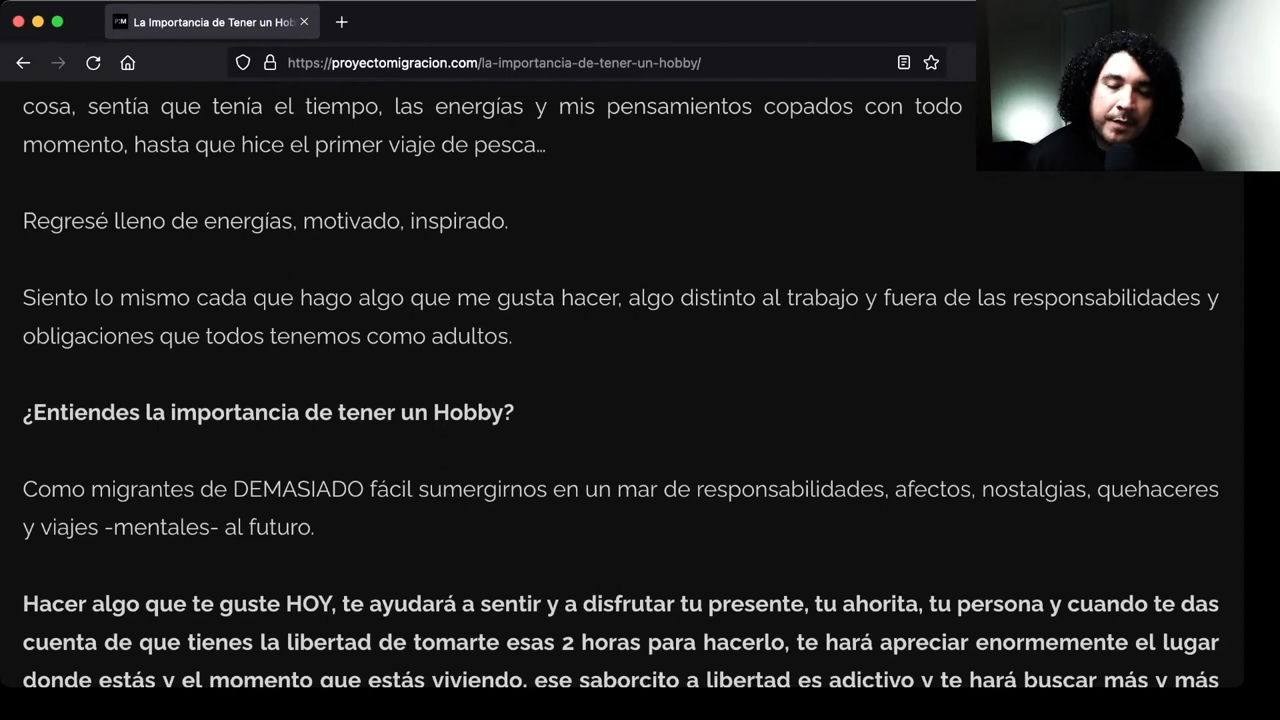 La Importancia de Tener un Hob
https://proyectomigracion.com/la-importancia-de-tener-un-hobby/
cosa, sentía que tenía el tiempo, las energías y mis pensamientos copados con todo
momento, hasta que hice el primer viaje de pesca...
Regresé lleno de energías, motivado, inspirado.
Siento lo mismo cada que hago algo que me gusta hacer, algo distinto al trabajo y fuera de las responsabilidades y
obligaciones que todos tenemos como adultos.
¿Entiendes la importancia de tener un Hobby?
Como migrantes de DEMASIADO fácil sumergirnos en un mar de responsabilidades, afectos, nostalgias, quehaceres
y viajes -mentales- al futuro.
Hacer algo que te guste HOY, te ayudará a sentir y a disfrutar tu presente, tu ahorita, tu persona y cuando te das
cuenta de que tienes la libertad de tomarte esas 2 horas para hacerlo, te hará apreciar enormemente el lugar
donde estás y el momento que estás viviendo, ese saborcito a libertad es adictivo y te hará buscar más y más